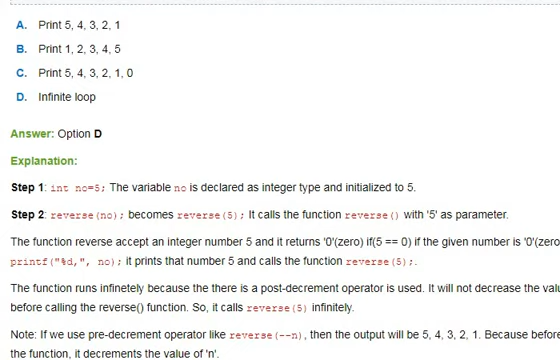 A. Print 5, 4, 3, 2, 1
B. Print 1, 2, 3, 4, 5
C. Print 5, 4, 3, 2, 1, 0
D. Infinite loop
Answer: Option D
Explanation:
Step 1: int no=5; The variable no is declared as integer type and initialized to 5.
Step 2: reverse(no); becomes reverse(5); It calls the function reverse() with '5' as parameter.
The function reverse accept an integer number 5 and it returns '0'(zero) if(5 == 0) if the given number is '0'(zero
printf("%d,", no); it prints that number 5 and calls the function reverse(5);.
The function runs infinetely because the there is a post-decrement operator is used. It will not decrease the valu
before calling the reverse() function. So, it calls reverse(5) infinitely.
Note: If we use pre-decrement operator like reverse(--n), then the output will be 5, 4, 3, 2, 1. Because before
the function, it decrements the value of 'n'.